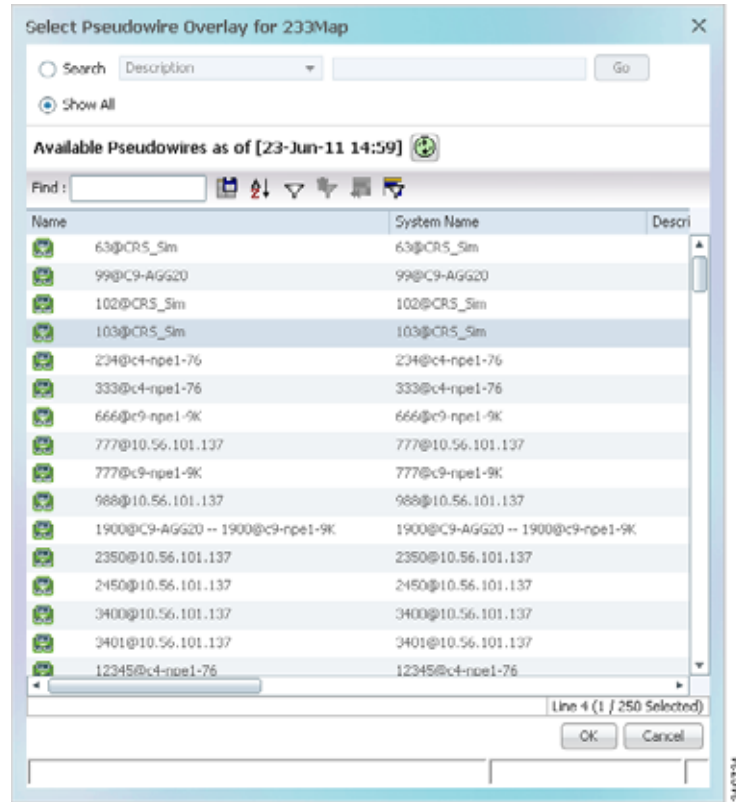 Select Pseudowire Overlay for 233Map
Search Description Go
Show All
Available Pseudowires as of [23-Jun-11 14:59]
Find :
Name System Name Descri
63@CRS_Sim 63@CRS_Sim
99@C9-AGG20 99@C9-AGG20
102@CRS_Sim 102@CRS_Sim
103@CRS_Sim 103@CRS_Sim
234@c4-npe1-76 234@c4-npe1-76
333@c4-npe1-76 333@c4-npe1-76
666@c9-npe1-9K 666@c9-npe1-9K
777@10.56.101.137 777@10.56.101.137
777@c9-npe1-9K 777@c9-npe1-9K
988@10.56.101.137 988@10.56.101.137
1900@C9-AGG20 -- 1900@c9-npe1-9K 1900@C9-AGG20 -- 1900@c9-npe1-9K
2350@10.56.101.137 2350@10.56.101.137
2450@10.56.101.137 2450@10.56.101.137
3400@10.56.101.137 3400@10.56.101.137
3401@10.56.101.137 3401@10.56.101.137
12345@c4-npe1-76 12345@c4-npe1-76
Line 4 (1 / 250 Selected)
OK Cancel